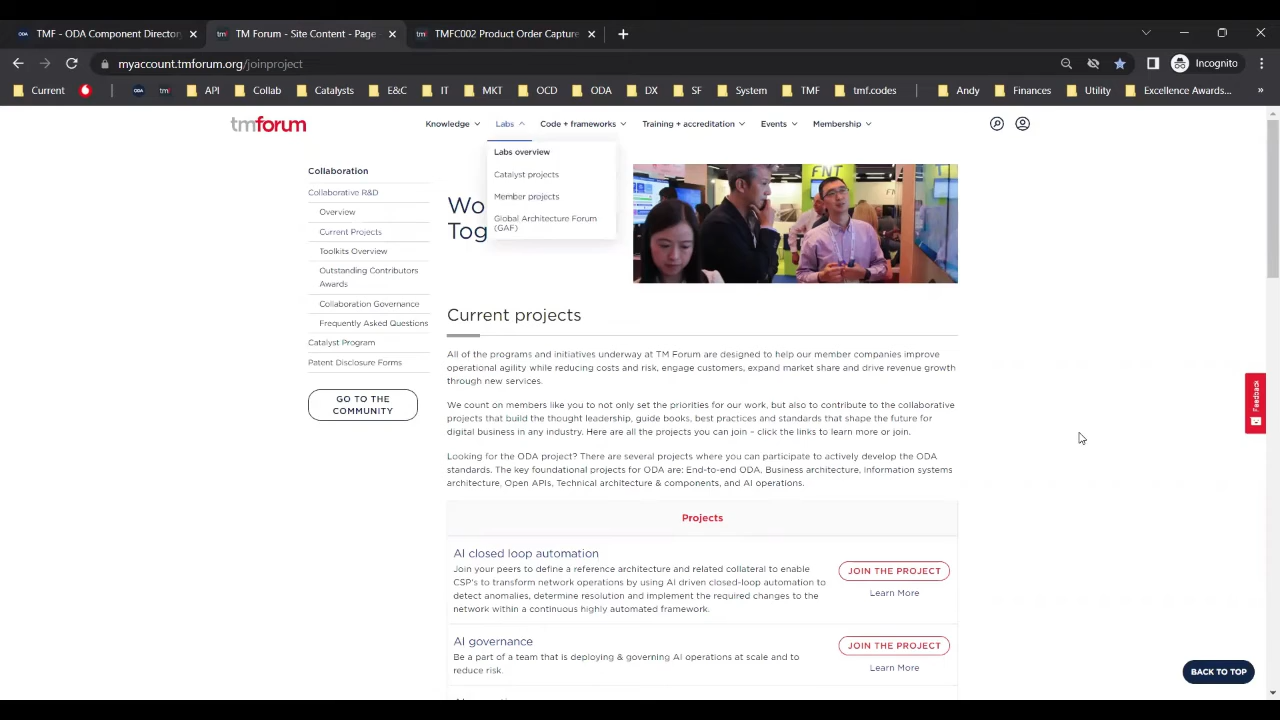 TMF - ODA Component Director
TM Forum - Site Content - Page -
TMFC002 Product Order Capture
myaccount.tmforum.org/joinproject
Incognito
Current
API
Collab
Catalysts
E&C
IT
MKT
OCD
ODA
DX
SF
System
TMF
tmf.codes
Andy
Finances
Utility
Excellence Awards...
tmforum
Knowledge
Labs
Code + frameworks
Training + accreditation
Events
Membership
Collaboration
Collaborative R&D
Overview
Current Projects
Toolkits Overview
Outstanding Contributors
Awards
Collaboration Governance
Frequently Asked Questions
Catalyst Program
Patent Disclosure Forms
GO TO THE
COMMUNITY
Labs overview
Catalyst projects
Member projects
Global Architecture Forum
(GAF)
Wo
Tog
FNT
FNT
Current projects
All of the programs and initiatives underway at TM Forum are designed to help our member companies improve
operational agility while reducing costs and risk, engage customers, expand market share and drive revenue growth
through new services.
We count on members like you to not only set the priorities for our work, but also to contribute to the collaborative
projects that build the thought leadership, guide books, best practices and standards that shape the future for
digital business in any industry. Here are all the projects you can join – click the links to learn more or join.
Looking for the ODA project? There are several projects where you can participate to actively develop the ODA
standards. The key foundational projects for ODA are: End-to-end ODA, Business architecture, Information systems
architecture, Open APIs, Technical architecture & components, and AI operations.
Projects
AI closed loop automation
Join your peers to define a reference architecture and related collateral to enable
CSP's to transform network operations by using AI driven closed-loop automation to
detect anomalies, determine resolution and implement the required changes to the
network within a continuous highly automated framework.
JOIN THE PROJECT
Learn More
AI governance
Be a part of a team that is deploying & governing AI operations at scale and to
reduce risk.
JOIN THE PROJECT
Learn More
Feedback
BACK TO TOP